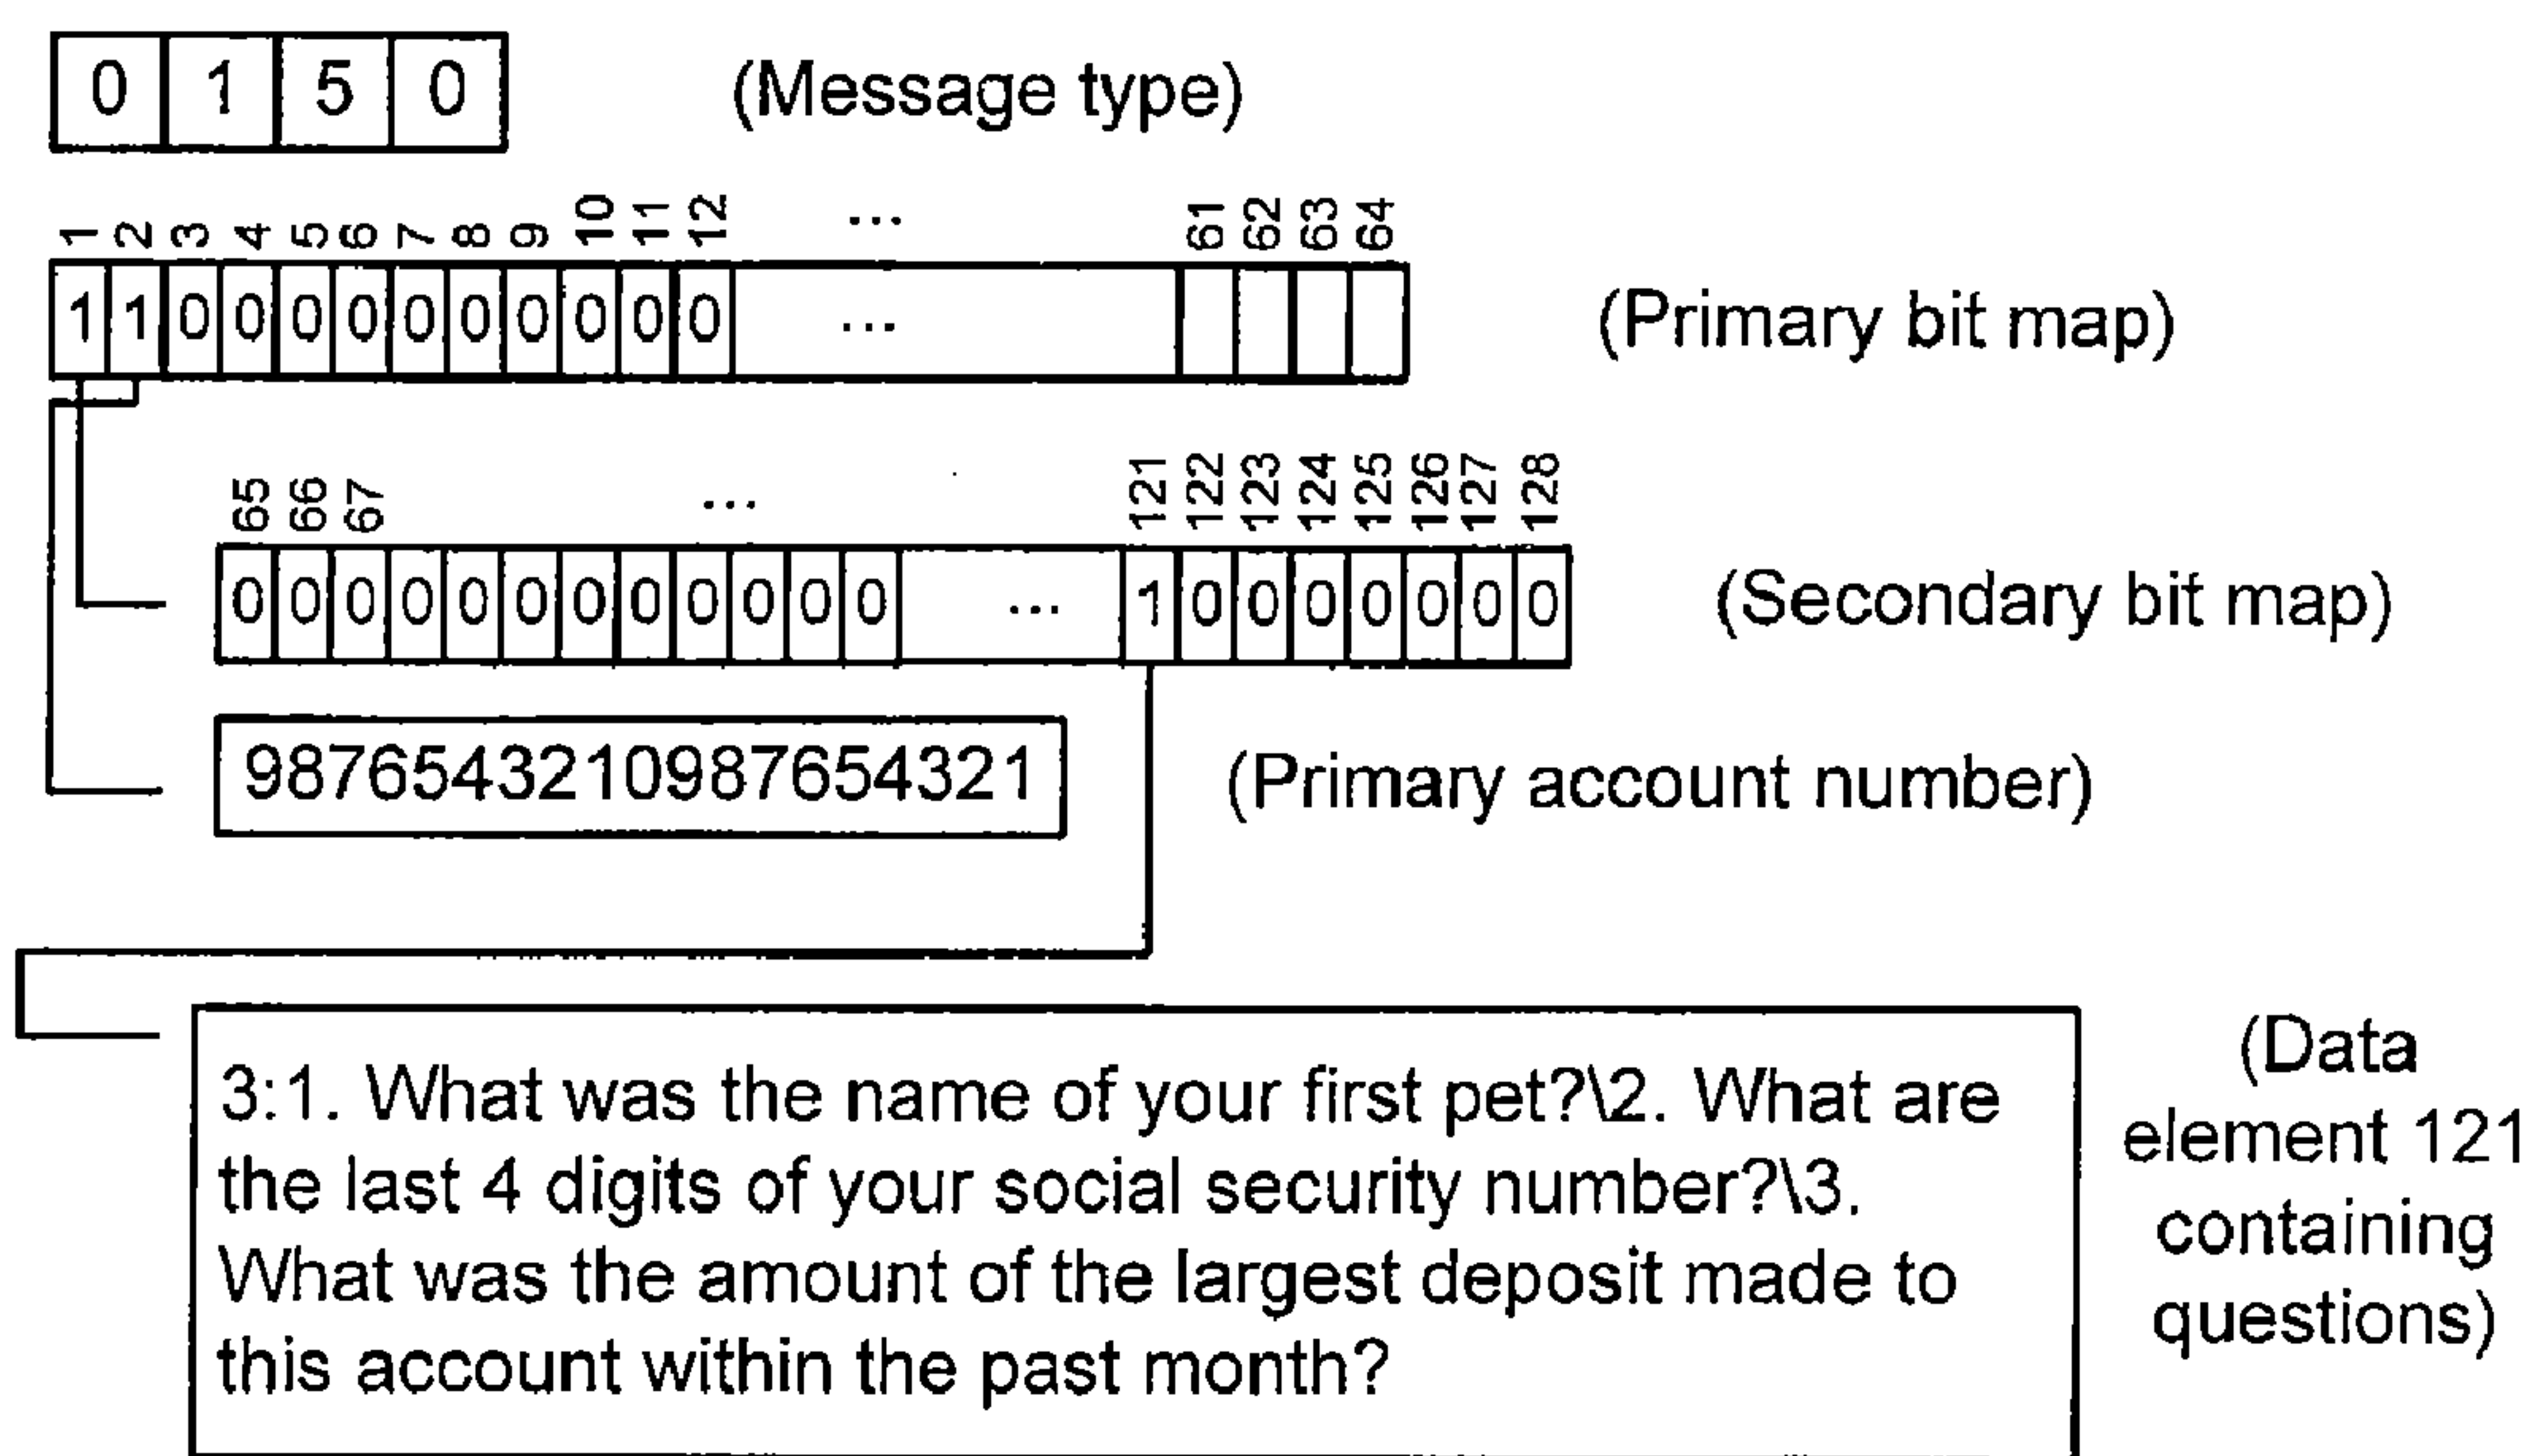 0 1 5 0 (Message type)
1 2 3 4 5 6 7 8 9 10 11 12 ... 61 62 63 64
1 1 0 0 0 0 0 0 0 0 0 0 ... (Primary bit map)
65 66 67 ... 121 122 123 124 125 126 127 128
0 0 0 0 0 0 0 0 0 0 0 0 ... 1 0 0 0 0 0 0 0 (Secondary bit map)
9876543210987654321 (Primary account number)
3:1. What was the name of your first pet?\2. What are
the last 4 digits of your social security number?\3.
What was the amount of the largest deposit made to
this account within the past month?
(Data
element 121
containing
questions)